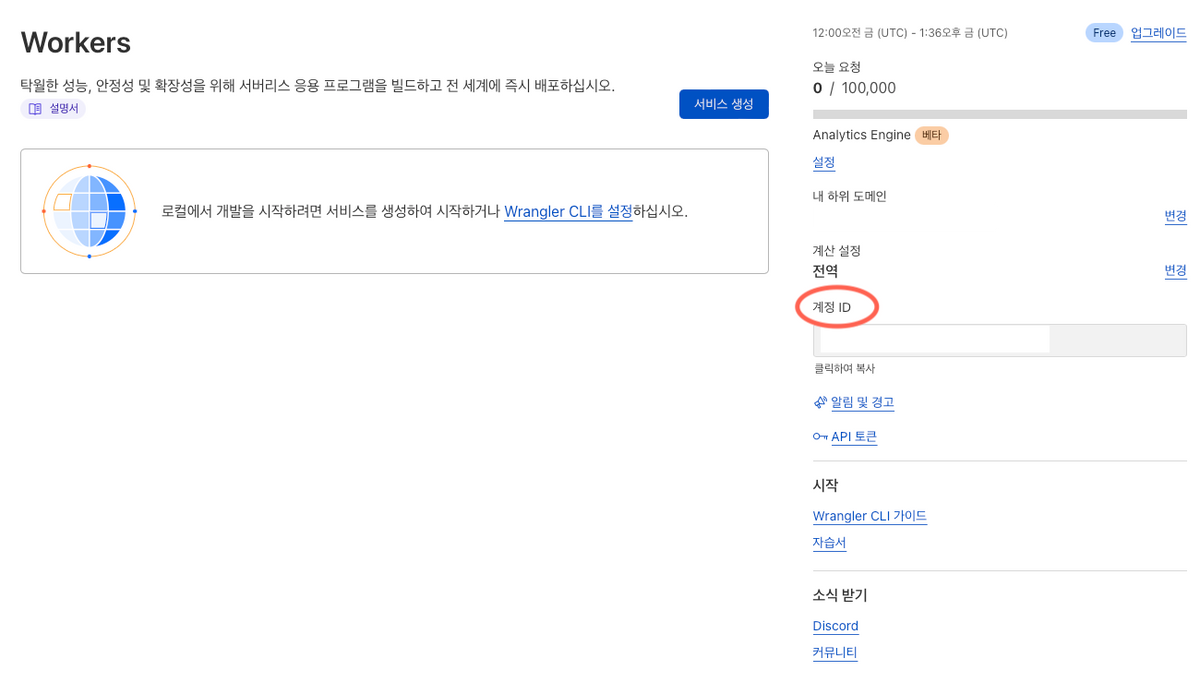 Workers
탁월한 성능, 안정성 및 확장성을 위해 서버리스 응용 프로그램을 빌드하고 전 세계에 즉시 배포하십시오.
설명서
서비스 생성
로컬에서 개발을 시작하려면 서비스를 생성하여 시작하거나 Wrangler CLI를 설정하십시오.
12:00오전 금 (UTC) - 1:36오후 금 (UTC)
Free 업그레이드
오늘 요청
0 / 100,000
Analytics Engine 베타
설정
내 하위 도메인
변경
계산 설정
전역 변경
계정 ID
클릭하여 복사
알림 및 경고
API 토큰
시작
Wrangler CLI 가이드
자습서
소식 받기
Discord
커뮤니티